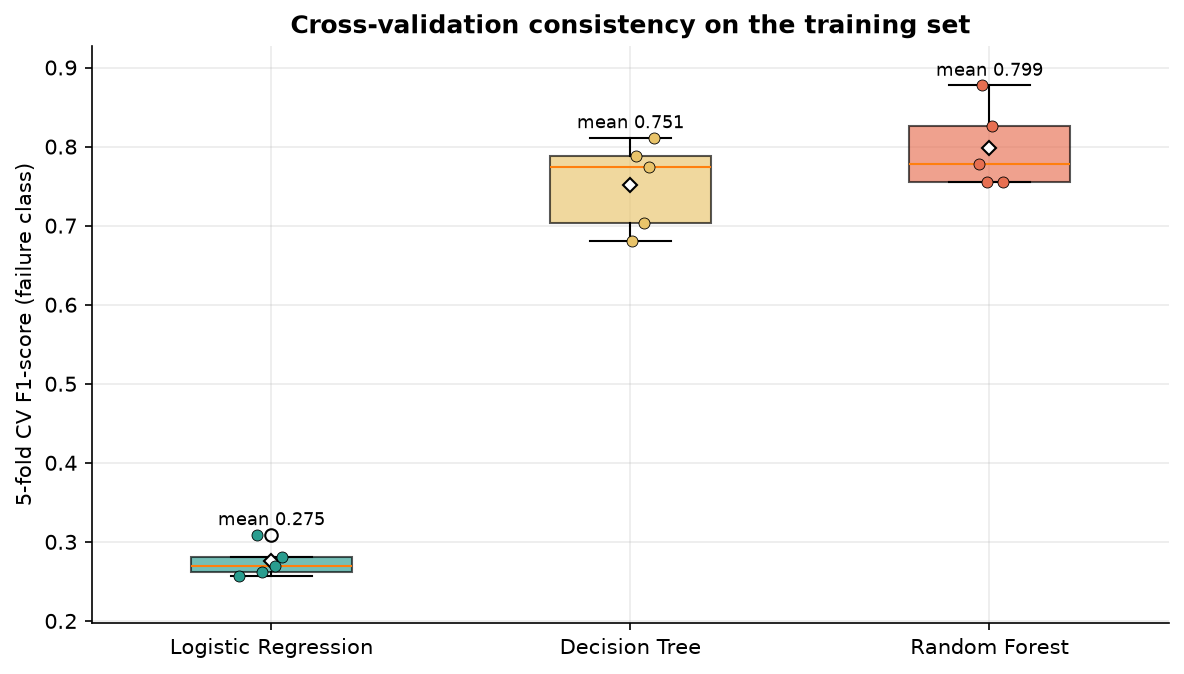 Cross-validation consistency on the training set
5-fold CV F1-score (failure class)
0.9
0.8
0.7
0.6
0.5
0.4
0.3
0.2
mean 0.275
mean 0.751
mean 0.799
Logistic Regression
Decision Tree
Random Forest